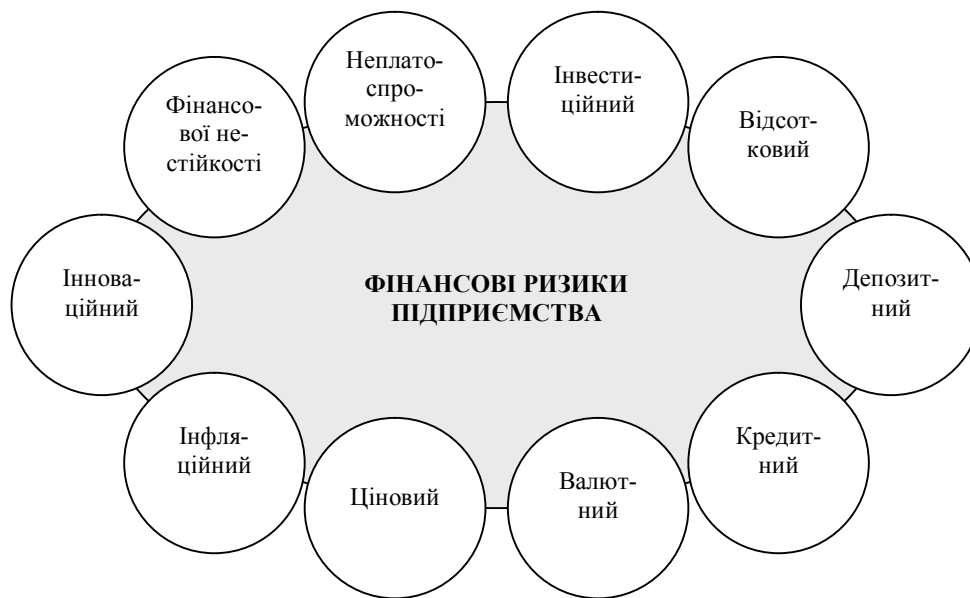 Неплато-
спро-
можності
Інвести-
ційний
Фінансо-
вої не-
стійкості
Відсот-
ковий
Іннова-
ційний
ФІНАНСОВІ РИЗИКИ
ПІДПРИЄМСТВА
Депозит-
ний
Інфля-
ційний
Ціновий
Валют-
ний
Кредит-
ний